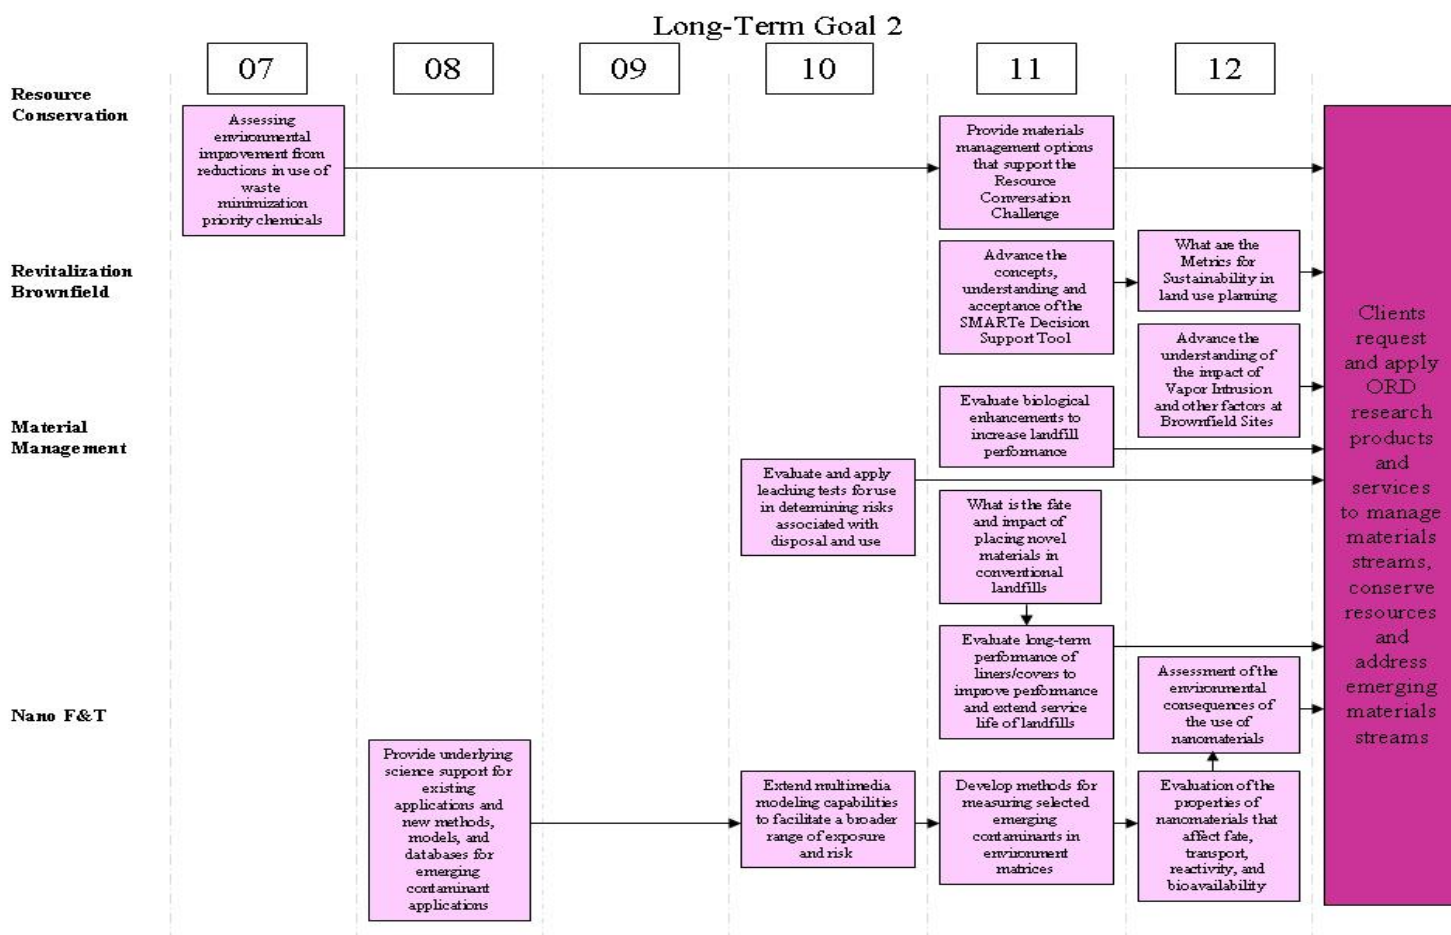 Long-Term Goal 2
07
08
09
10
11
12
Resource
Conservation
Assessing
environmental
improvement from
reductions in use of
waste
minimization
priority chemicals
Provide materials
management options
that support the
Resource
Conversation
Challenge
Revitalization
Brownfield
Advance the
concepts,
understanding and
acceptance of the
SMARTe Decision
Support Tool
What are the
Metrics for
Sustainability in
land use planning
Advance the
understanding of
the impact of
Vapor Intrusion
and other factors at
Brownfield Sites
Material
Management
Evaluate biological
enhancements to
increase landfill
performance
Evaluate and apply
leaching tests for use
in determining risks
associated with
disposal and use
What is the fate
and impact of
placing novel
materials in
conventional
landfills
Evaluate long-term
performance of
liners/covers to
improve performance
and extend service
life of landfills
Nano F&T
Assessment of the
environmental
consequences of
the use of
nanomaterials
Provide underlying
science support for
existing
applications and
new methods,
models, and
databases for
emerging
contaminant
applications
Extend multimedia
modeling capabilities
to facilitate a broader
range of exposure
and risk
Develop methods for
measuring selected
emerging
contaminants in
environment
matrices
Evaluation of the
properties of
nanomaterials that
affect fate,
transport,
reactivity, and
bioavailability
Clients
request
and apply
ORD
research
products
and
services
to manage
materials
streams,
conserve
resources
and
address
emerging
materials
streams